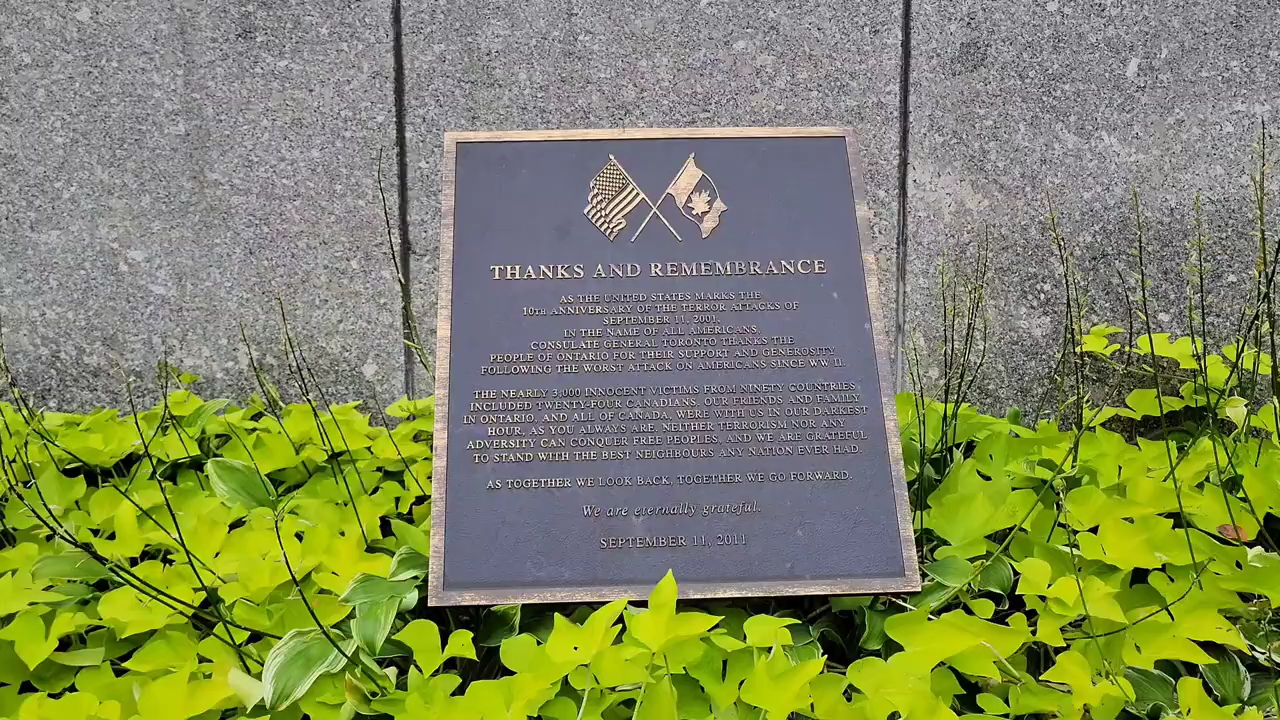 THANKS AND REMEMBRANCE
AS THE UNITED STATES MARKS THE
10TH ANNIVERSARY OF THE TERROR ATTACKS OF
SEPTEMBER 11, 2001,
IN THE NAME OF ALL AMERICANS,
CONSULATE GENERAL TORONTO THANKS THE
PEOPLE OF ONTARIO FOR THEIR SUPPORT AND GENEROSITY
FOLLOWING THE WORST ATTACK ON AMERICANS SINCE WW II.
THE NEARLY 3,000 INNOCENT VICTIMS FROM NINETY COUNTRIES
INCLUDED TWENTY-FOUR CANADIANS. OUR FRIENDS AND FAMILY
IN ONTARIO, AND ALL OF CANADA, WERE WITH US IN OUR DARKEST
HOUR, AS YOU ALWAYS ARE. NEITHER TERRORISM NOR ANY
ADVERSITY CAN CONQUER FREE PEOPLES, AND WE ARE GRATEFUL
TO STAND WITH THE BEST NEIGHBOURS ANY NATION EVER HAD.
AS TOGETHER WE LOOK BACK, TOGETHER WE GO FORWARD.
We are eternally grateful.
SEPTEMBER 11, 2011